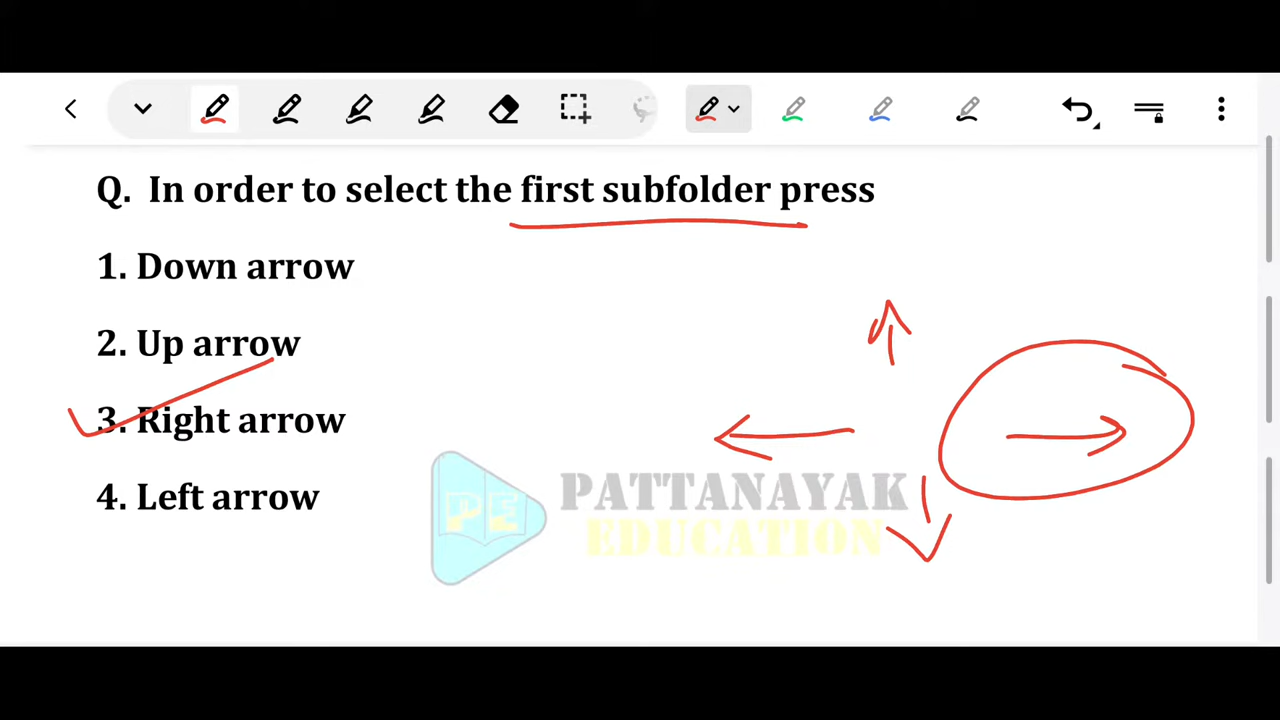 Q. In order to select the first subfolder press
1. Down arrow
2. Up arrow
3. Right arrow
4. Left arrow
PE
PATTANAYAK
EDUCATION